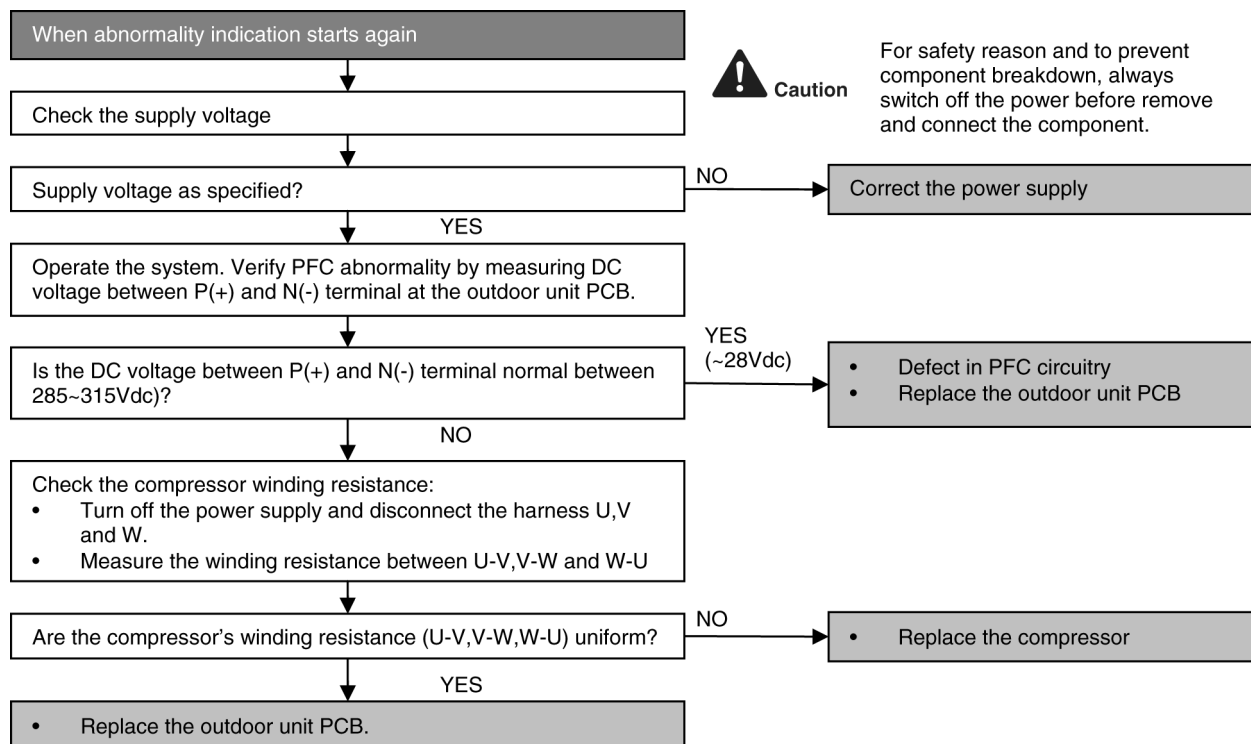 When abnormality indication starts again
Caution
For safety reason and to prevent
component breakdown, always
switch off the power before remove
and connect the component.
Check the supply voltage
Supply voltage as specified?
NO
Correct the power supply
YES
Operate the system. Verify PFC abnormality by measuring DC
voltage between P(+) and N(-) terminal at the outdoor unit PCB.
Is the DC voltage between P(+) and N(-) terminal normal between
285~315Vdc)?
YES
(~28Vdc)
• Defect in PFC circuitry
• Replace the outdoor unit PCB
NO
Check the compressor winding resistance:
• Turn off the power supply and disconnect the harness U,V
and W.
• Measure the winding resistance between U-V,V-W and W-U
Are the compressor's winding resistance (U-V,V-W,W-U) uniform?
NO
• Replace the compressor
YES
• Replace the outdoor unit PCB.